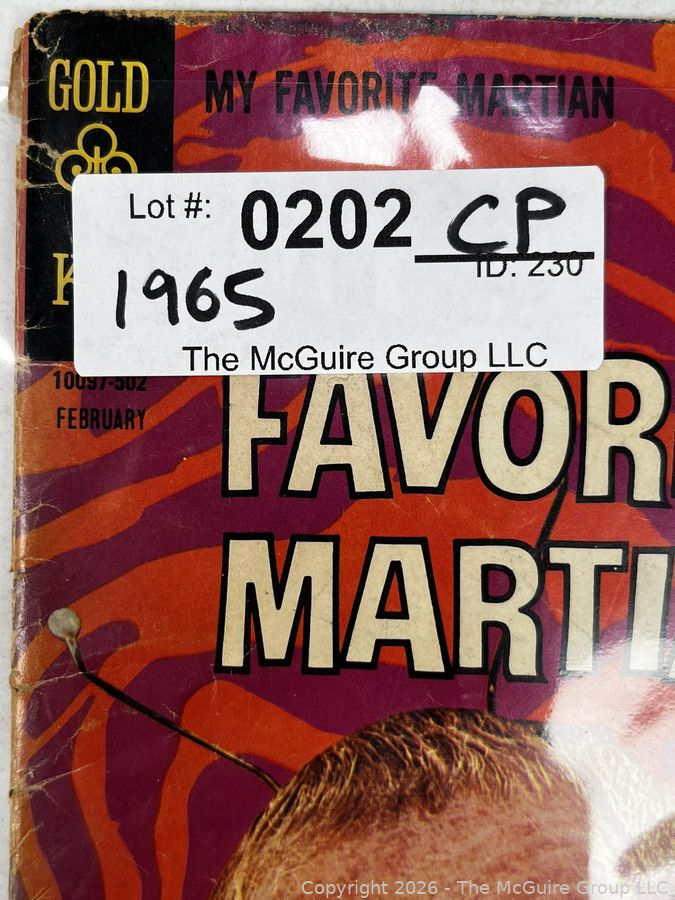 GOLD
MY FAVORITE MARTIAN
Lot #: 0202 CP
ID: 230
1965
The McGuire Group LLC
K
10097-502
FEBRUARY
FAVOR
MARTI
Copyright 2026 - The McGuire Group LLC